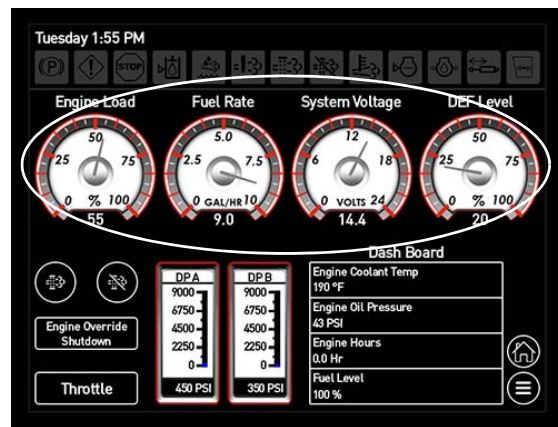 Tuesday 1:55 PM
(P) STOP
Engine Load Fuel Rate System Voltage DEF Level
50 5.0 12 50
25 75 2.5 7.5 6 18 25 75
0 % 100 0 GAL/HR 10 0 VOLTS 24 0 % 100
55 9.0 14.4 20
Dash Board
DPA DPB
9000 9000
6750 6750
4500 4500
2250 2250
0 0
450 PSI 350 PSI
Engine Coolant Temp
190 °F
Engine Oil Pressure
43 PSI
Engine Hours
0.0 Hr
Fuel Level
100 %
Engine Override
Shutdown
Throttle